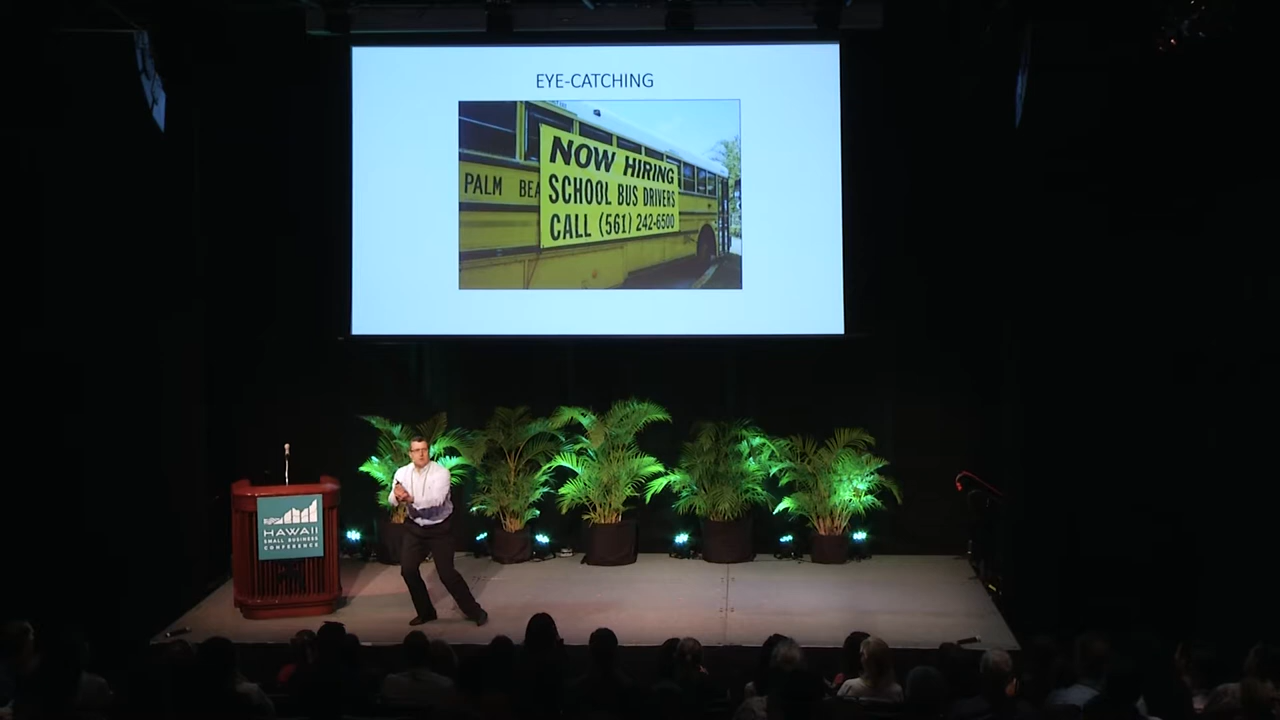 EYE-CATCHING
PALM BEA
NOW HIRING
SCHOOL BUS DRIVERS
CALL (561) 242-6500
HAWAII
SMALL BUSINESS
CONFERENCE